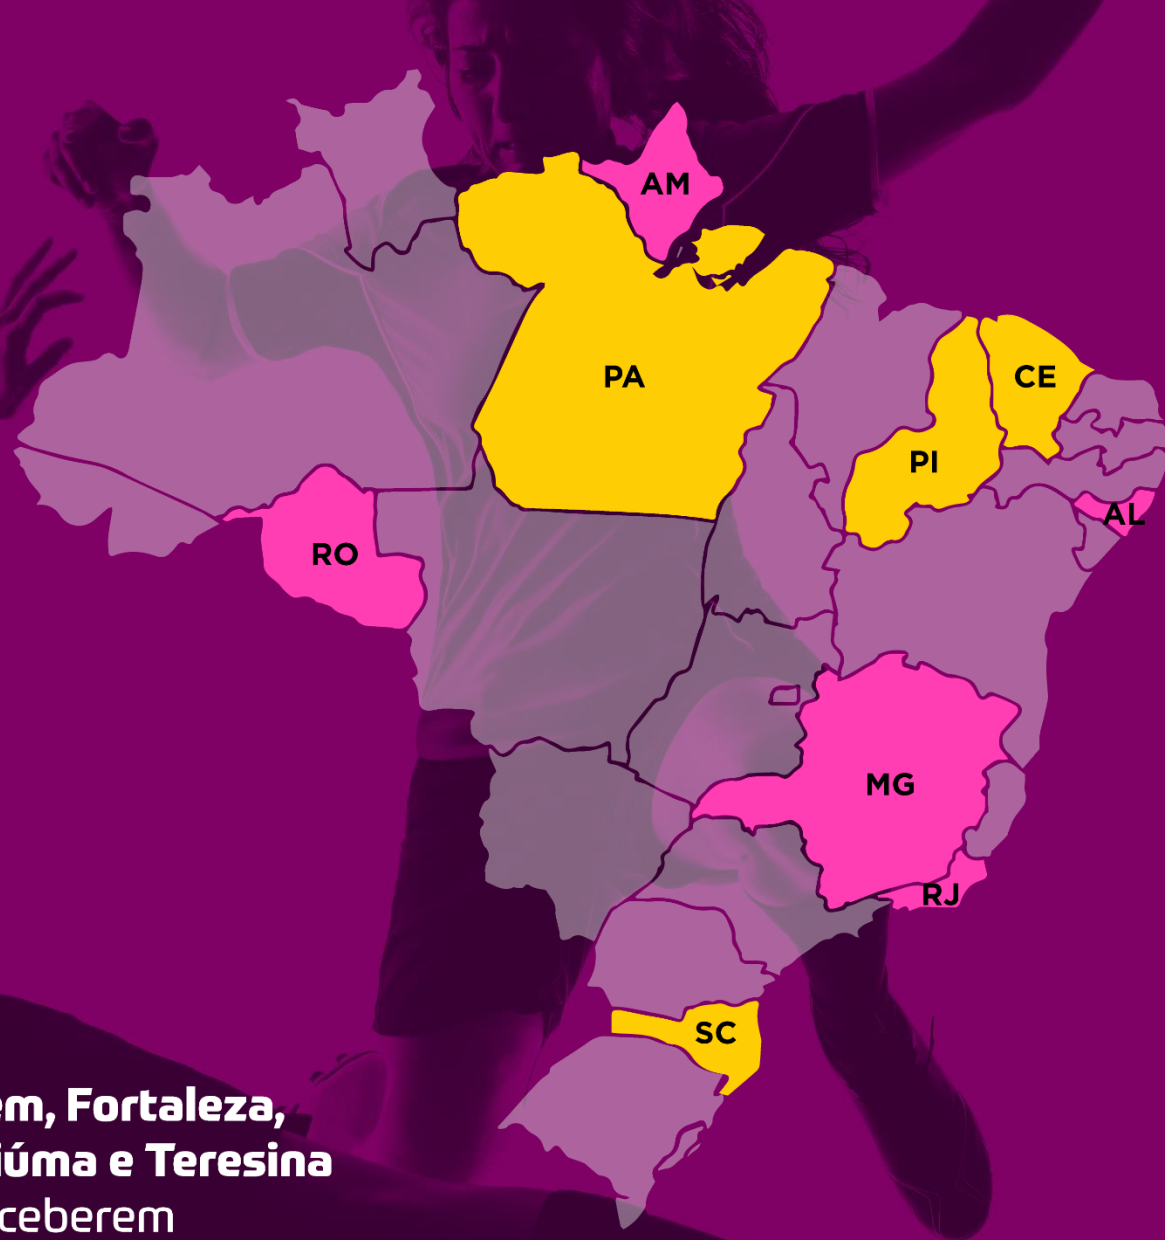 AM
PA
CE
PI
AL
RO
MG
RJ
SC
em, Fortaleza,
iúma e Teresina
ceberem